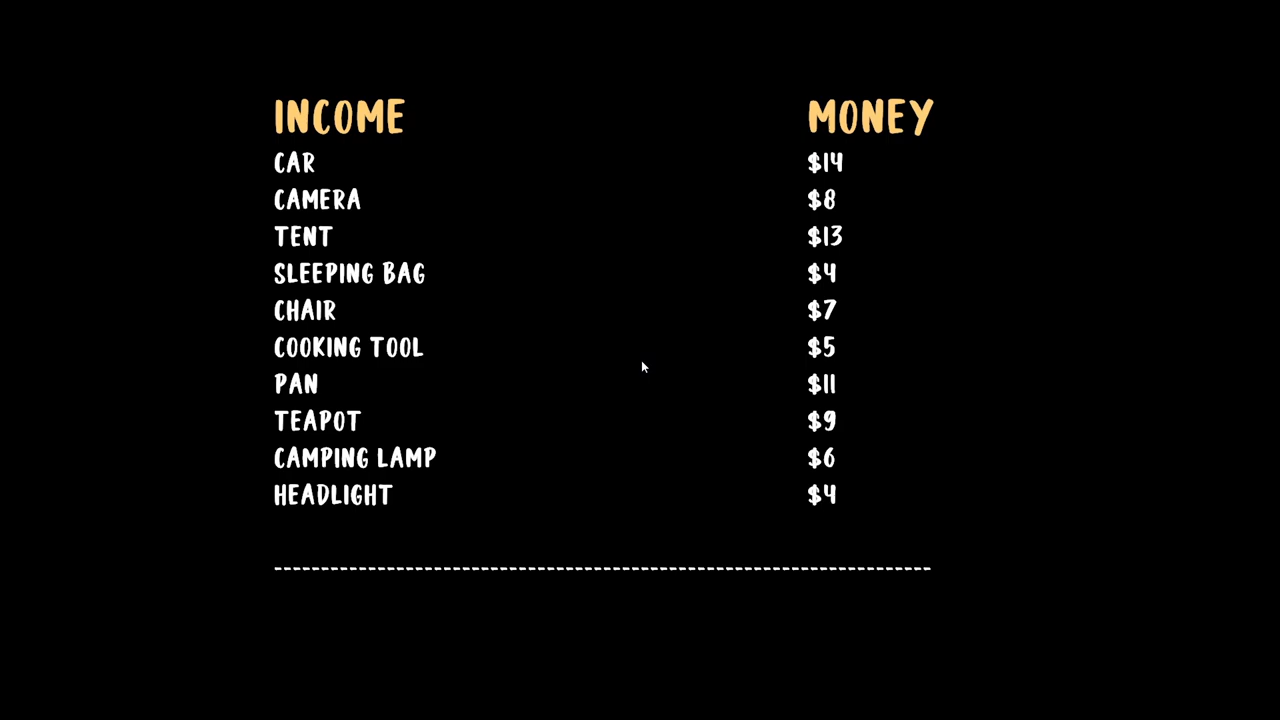 INCOME MONEY
CAR $14
CAMERA $8
TENT $13
SLEEPING BAG $4
CHAIR $7
COOKING TOOL $5
PAN $11
TEAPOT $9
CAMPING LAMP $6
HEADLIGHT $4
----------------------------------------------------------------------